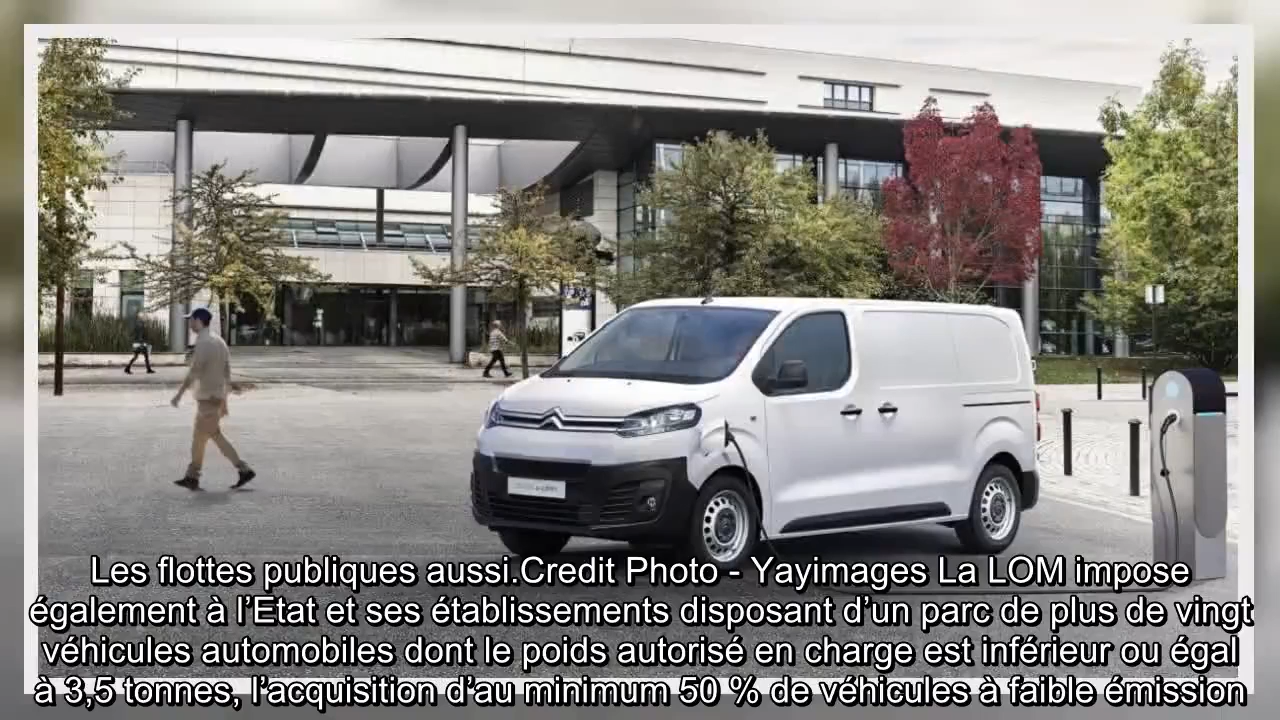 Les flottes publiques aussi.Credit Photo - Yayimages La LOM impose
également à l’Etat et ses établissements disposant d’un parc de plus de vingt
véhicules automobiles dont le poids autorisé en charge est inférieur ou égal
à 3,5 tonnes, l’acquisition d’au minimum 50 % de véhicules à faible émission